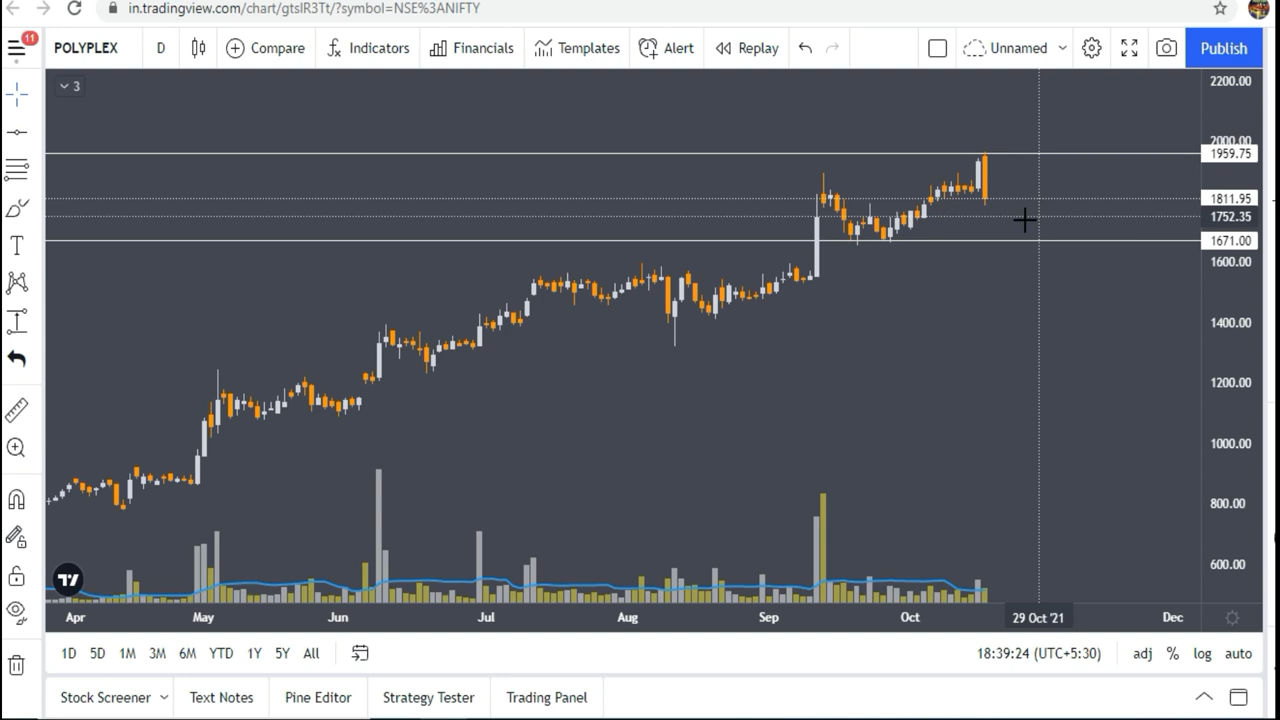 in.tradingview.com/chart/gtslR3Tt/?symbol=NSE%3ANIFTY
11
POLYPLEX D Compare Indicators Financials Templates Alert Replay Unnamed Publish
3
2200.00
2000.00
1959.75
1811.95
1752.35
1671.00
1600.00
1400.00
1200.00
1000.00
800.00
600.00
Apr May Jun Jul Aug Sep Oct 29 Oct '21 Dec
1D 5D 1M 3M 6M YTD 1Y 5Y All 18:39:24 (UTC+5:30) adj % log auto
Stock Screener Text Notes Pine Editor Strategy Tester Trading Panel